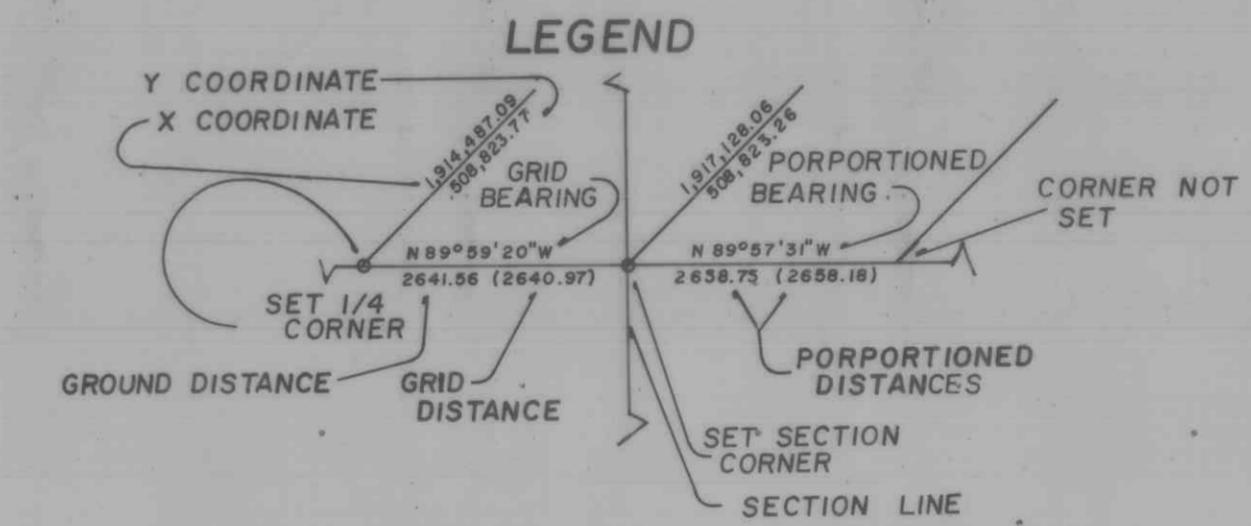 LEGEND
Y COORDINATE
X COORDINATE
1,914,487.09
508,823.77
GRID
BEARING
1,917,128.06
508,823.26
PORPORTIONED
BEARING
CORNER NOT
SET
N 89°59'20"W
2641.56 (2640.97)
N 89°57'31"W
2658.75 (2658.18)
SET 1/4
CORNER
GROUND DISTANCE
GRID
DISTANCE
PORPORTIONED
DISTANCES
SET SECTION
CORNER
SECTION LINE